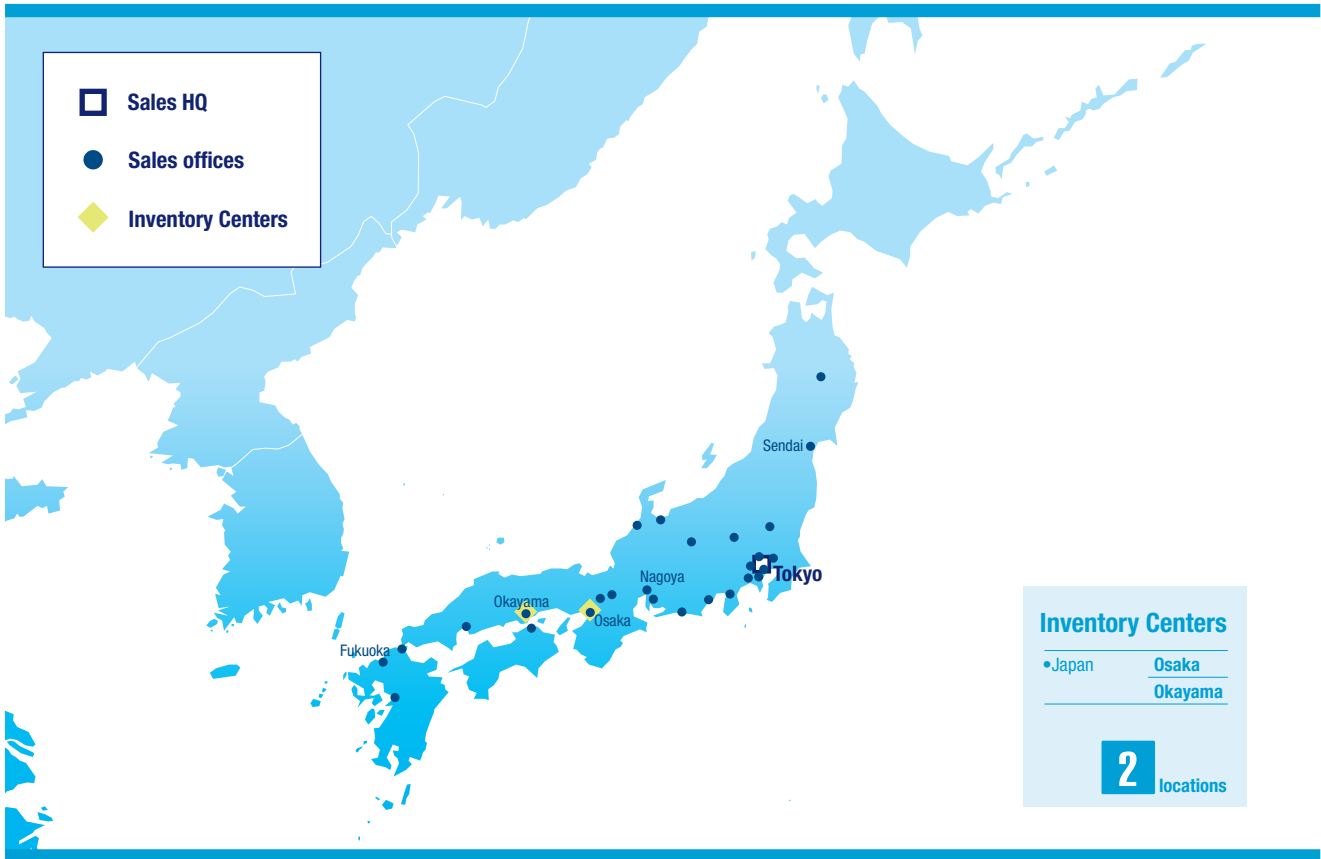 Sales HQ
Sales offices
Inventory Centers
Sendai
Tokyo
Nagoya
Okayama
Osaka
Fukuoka
Inventory Centers
•Japan Osaka
Okayama
2 locations